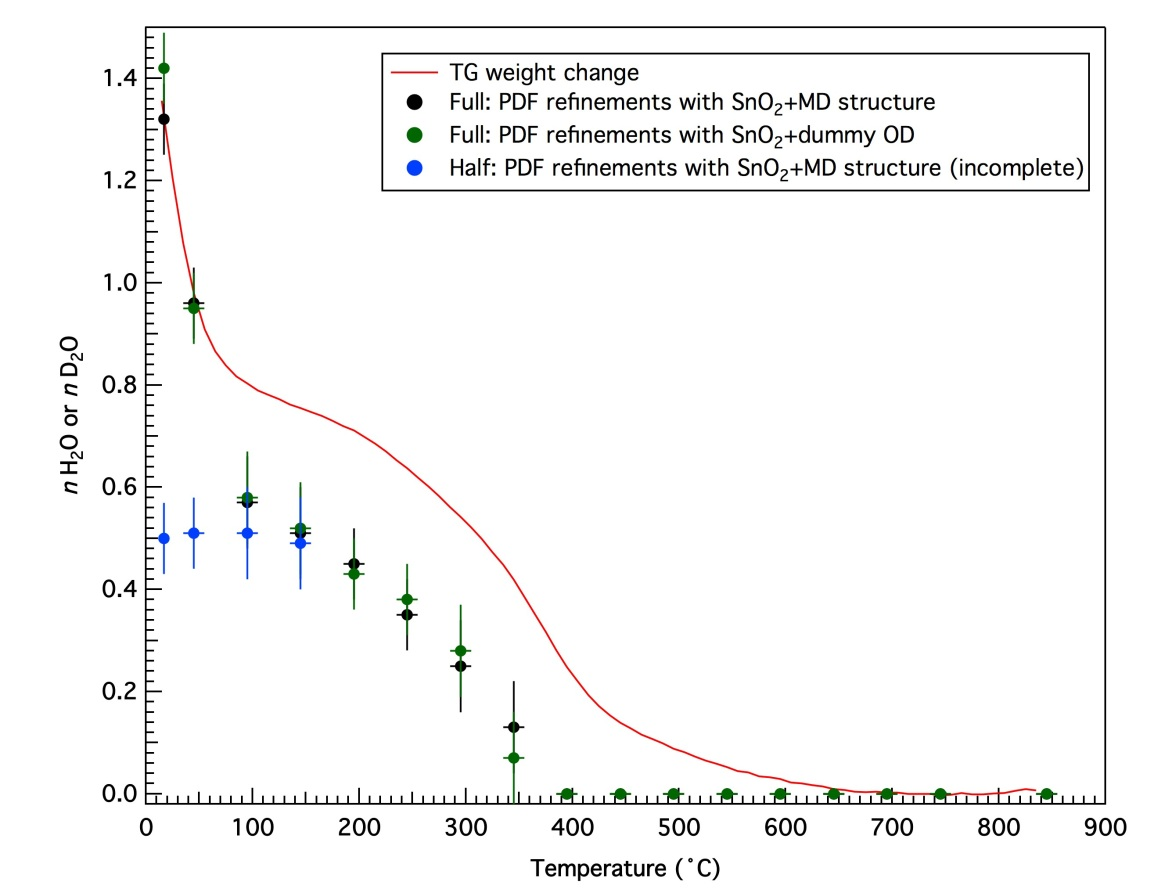 TG weight change
Full: PDF refinements with SnO2+MD structure
Full: PDF refinements with SnO2+dummy OD
Half: PDF refinements with SnO2+MD structure (incomplete)
n H2O or n D2O
1.4
1.2
1.0
0.8
0.6
0.4
0.2
0.0
0 100 200 300 400 500 600 700 800 900
Temperature (˚C)